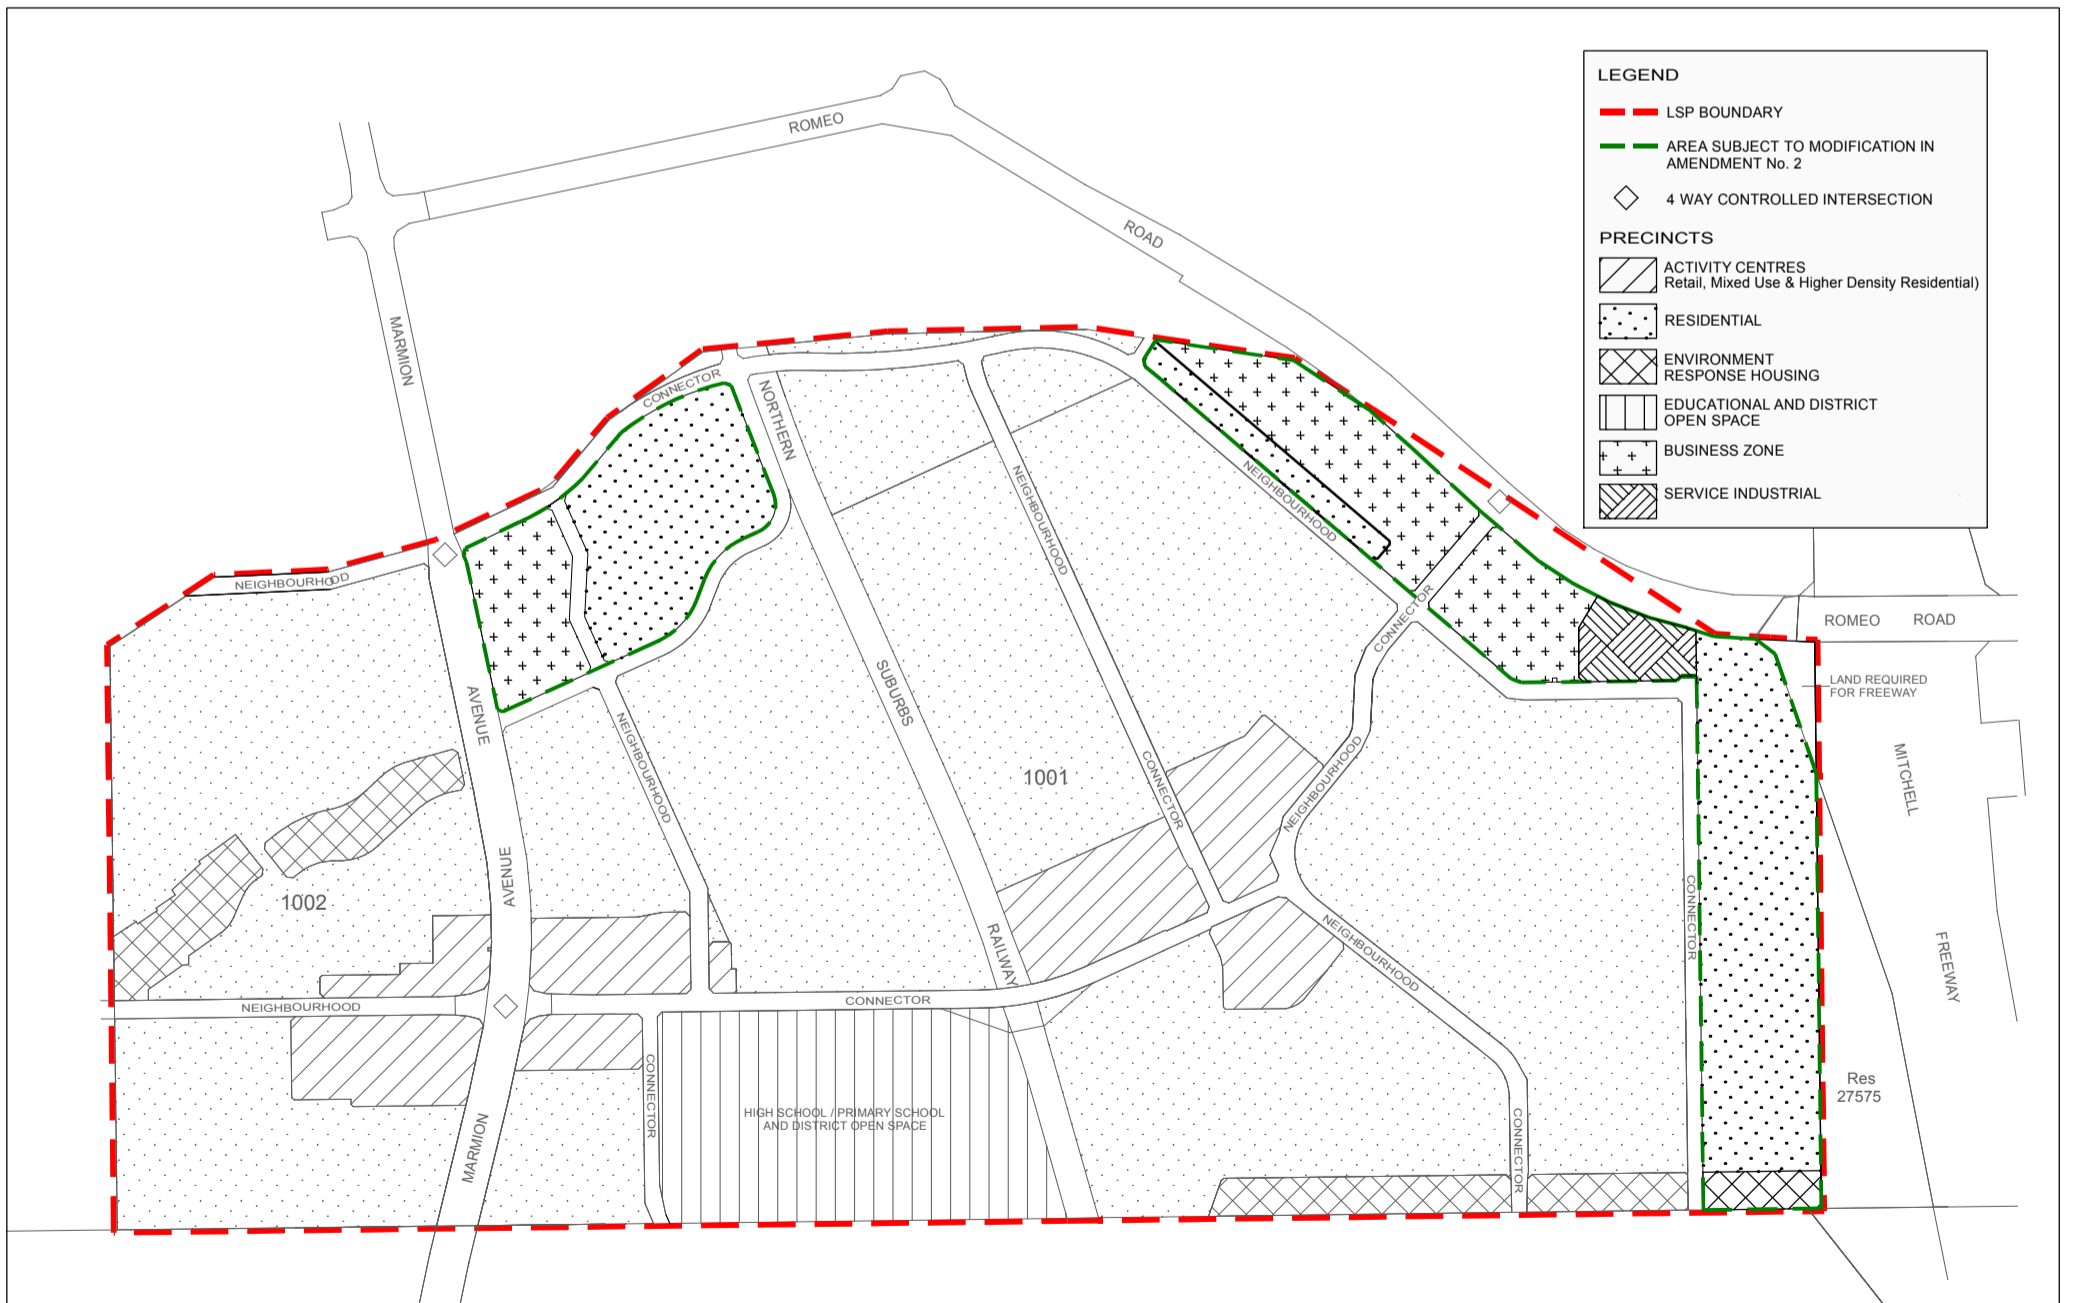 LEGEND
LSP BOUNDARY
AREA SUBJECT TO MODIFICATION IN
AMENDMENT No. 2
4 WAY CONTROLLED INTERSECTION
PRECINCTS
ACTIVITY CENTRES
Retail, Mixed Use & Higher Density Residential)
RESIDENTIAL
ENVIRONMENT
RESPONSE HOUSING
EDUCATIONAL AND DISTRICT
OPEN SPACE
BUSINESS ZONE
SERVICE INDUSTRIAL
ROMEO
ROAD
MARMION
CONNECTOR
NORTHERN
NEIGHBOURHOOD
NEIGHBOURHOOD
NEIGHBOURHOOD
CONNECTOR
ROMEO ROAD
LAND REQUIRED
FOR FREEWAY
AVENUE
SUBURBS
NEIGHBOURHOOD
1001
CONNECTOR
NEIGHBOURHOOD
MITCHELL
AVENUE
1002
CONNECTOR
RAILWAY
NEIGHBOURHOOD
FREEWAY
NEIGHBOURHOOD
CONNECTOR
CONNECTOR
HIGH SCHOOL / PRIMARY SCHOOL
AND DISTRICT OPEN SPACE
Res
27575
MARMION
CONNECTOR